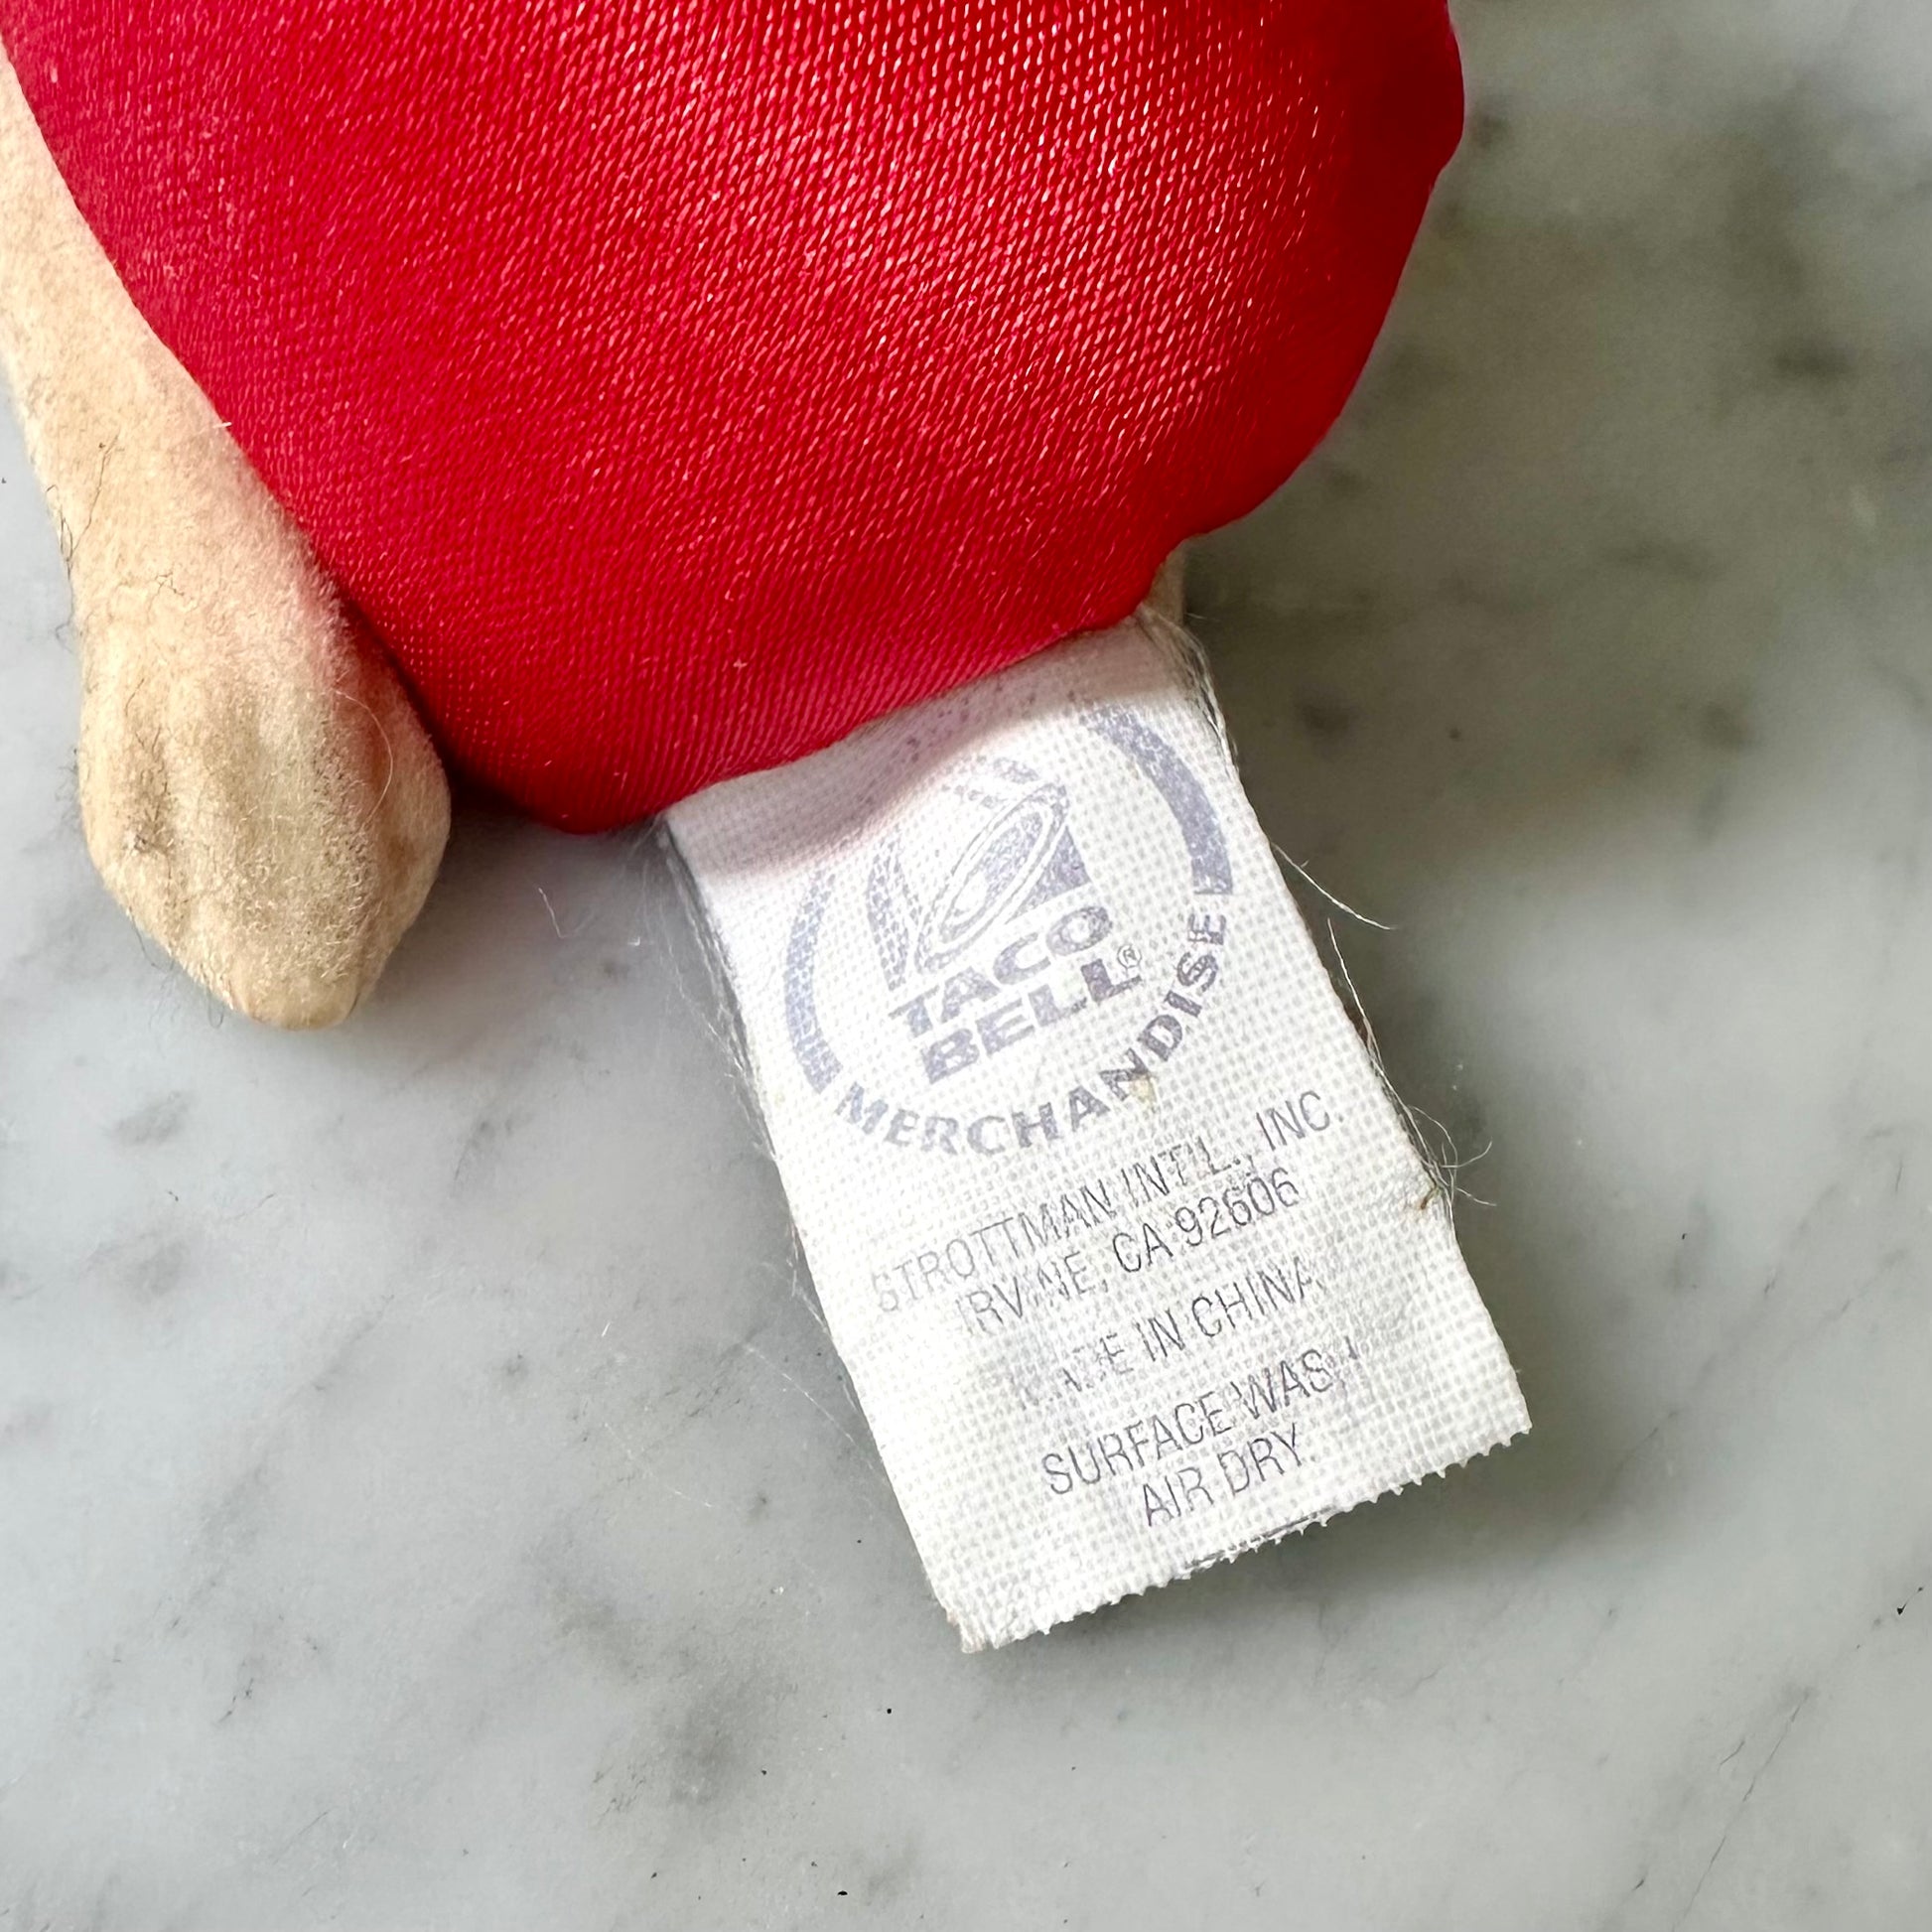 TACO
BELL®
MERCHANDISE
STROTTMAN INT'L., INC.
IRVINE, CA 92606
MADE IN CHINA
SURFACE WASH
AIR DRY.